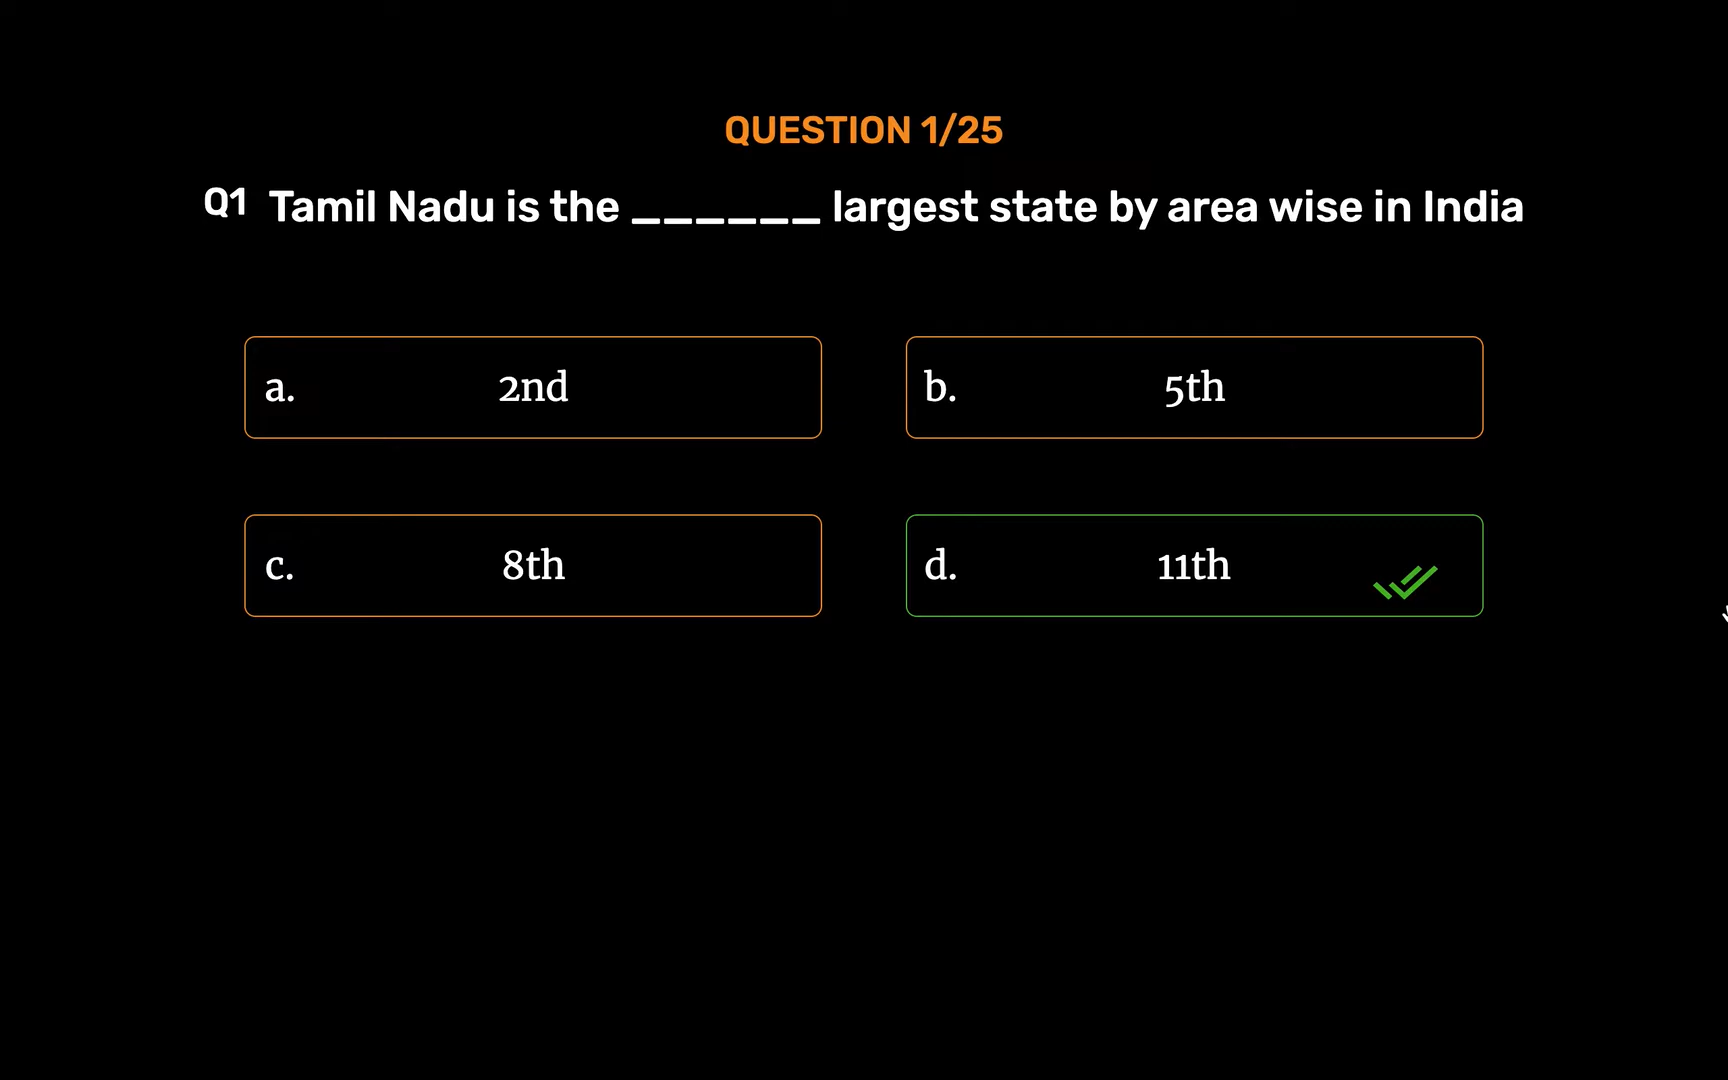 QUESTION 1/25
Q1 Tamil Nadu is the ______ largest state by area wise in India
a. 2nd
b. 5th
c. 8th
d. 11th